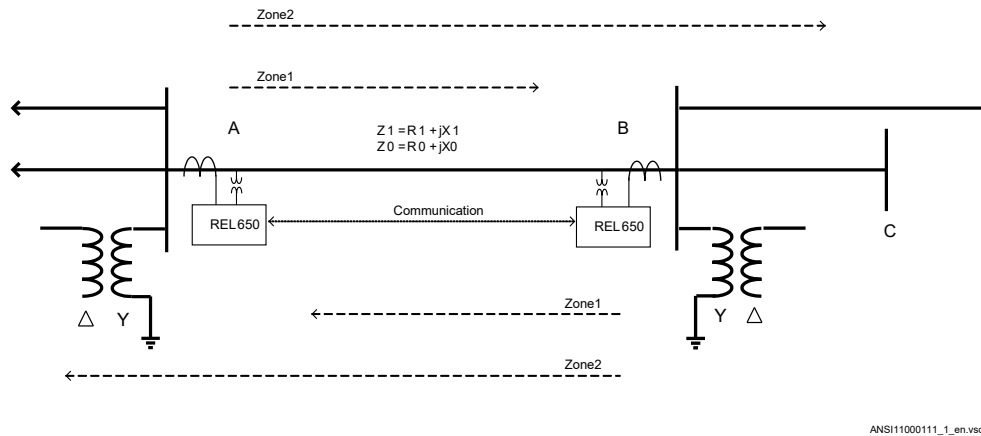 Zone2
Zone1
A
B
Z1=R1+jX1
Z0=R0+jX0
REL650
Communication
REL650
C
Δ
Y
Y
Δ
Zone1
Zone2
ANSI11000111_1_en.vsd